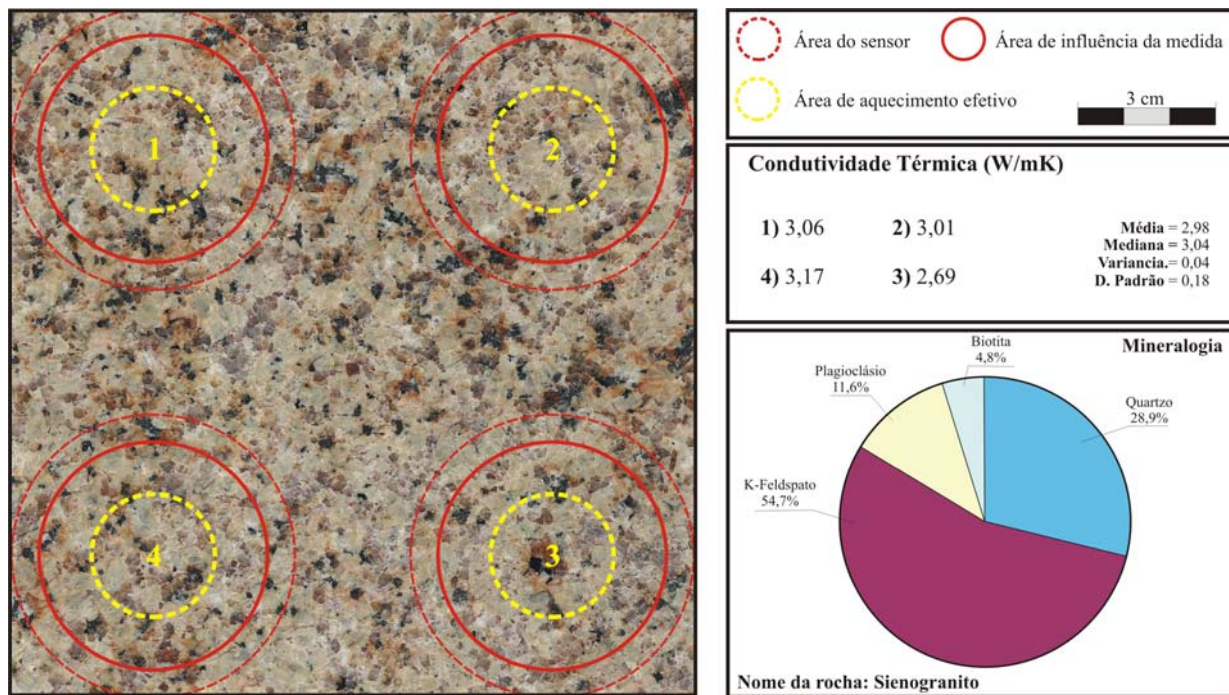 1
2
4
3
Área do sensor
Área de influência da medida
Área de aquecimento efetivo
3 cm
Condutividade Térmica (W/mK)
1) 3,06
2) 3,01
4) 3,17
3) 2,69
Média = 2,98
Mediana = 3,04
Variancia.= 0,04
D. Padrão = 0,18
Mineralogia
Biotita
4,8%
Plagioclásio
11,6%
Quartzo
28,9%
K-Feldspato
54,7%
Nome da rocha: Sienogranito